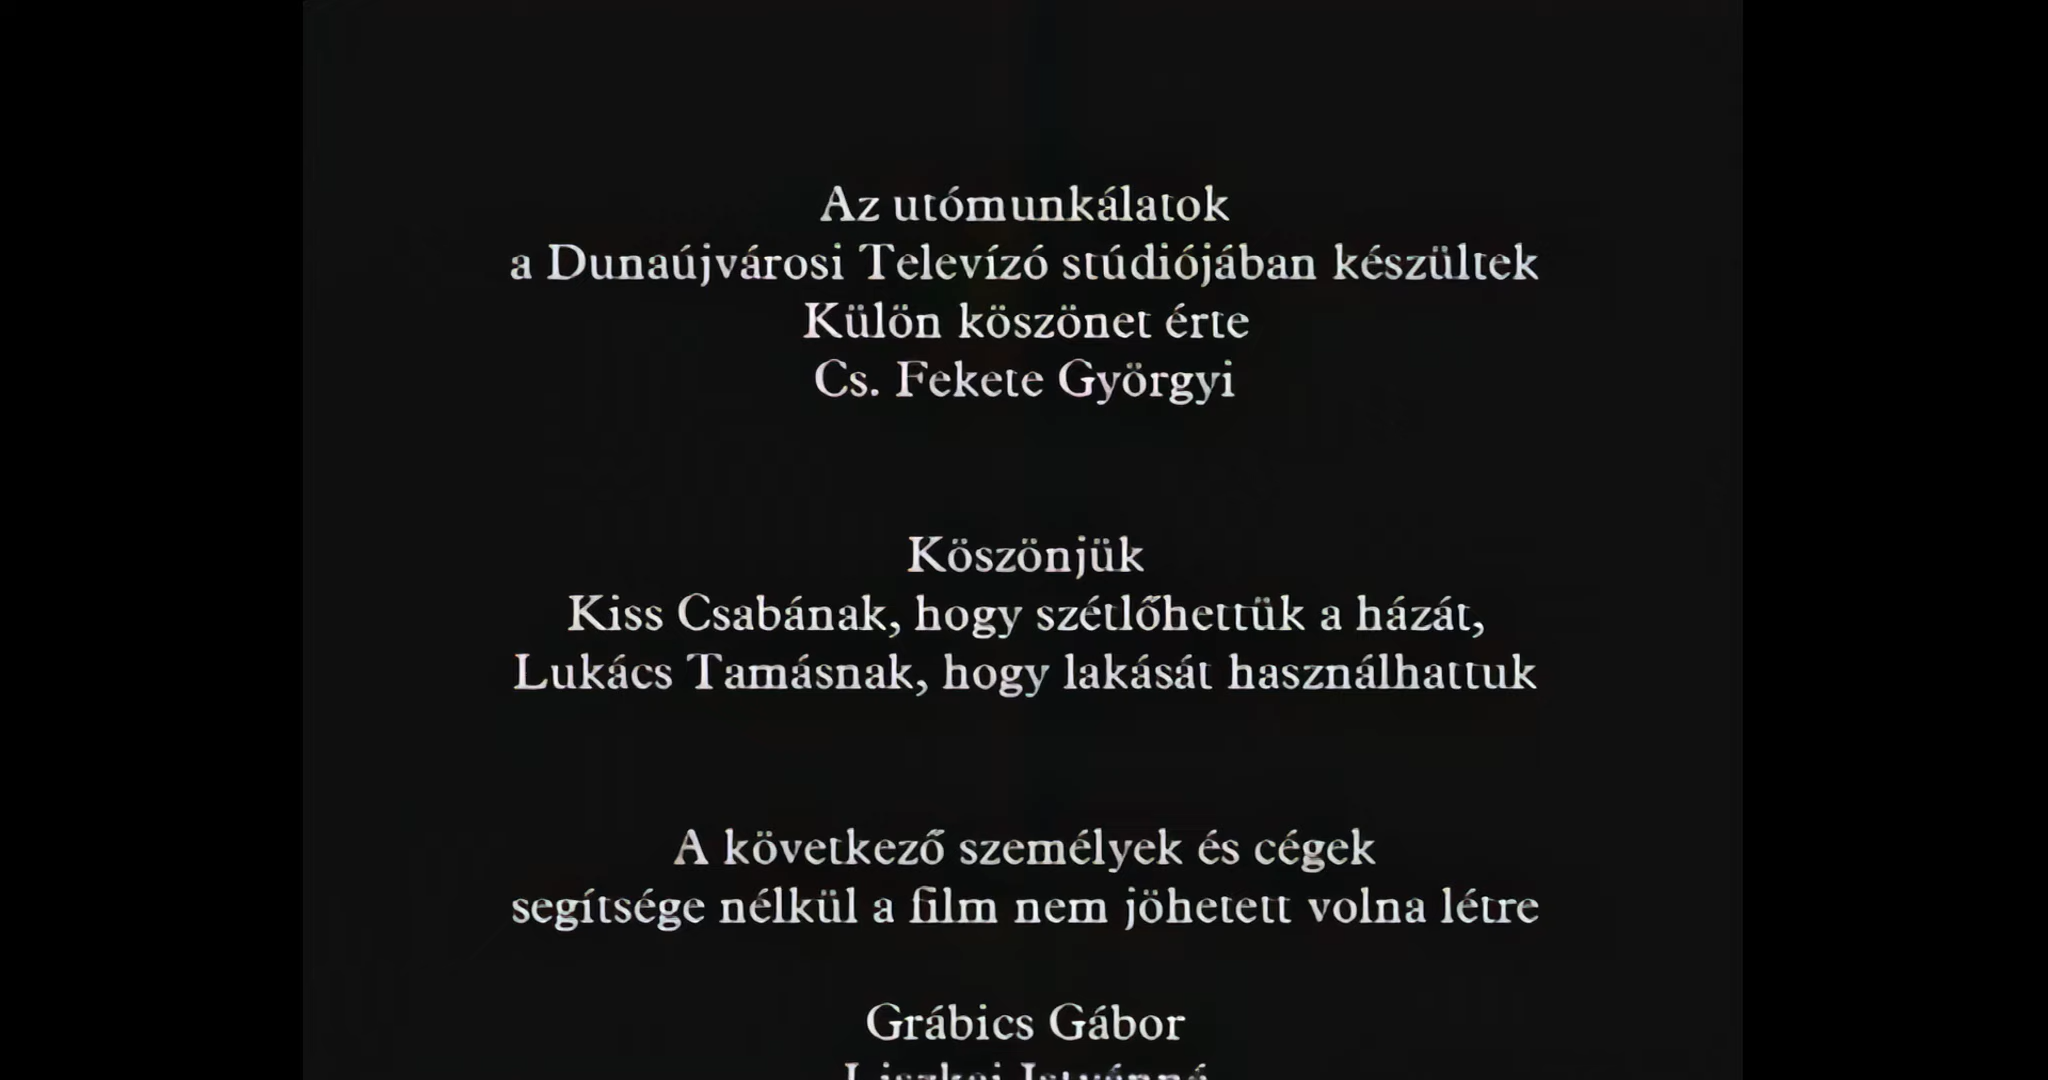 Az utómunkálatok
a Dunaújvárosi Televízó stúdiójában készültek
Külön köszönet érte
Cs. Fekete Györgyi
Köszönjük
Kiss Csabának, hogy szétlőhettük a házát,
Lukács Tamásnak, hogy lakását használhattuk
A következő személyek és cégek
segítsége nélkül a film nem jöhetett volna létre
Grábics Gábor